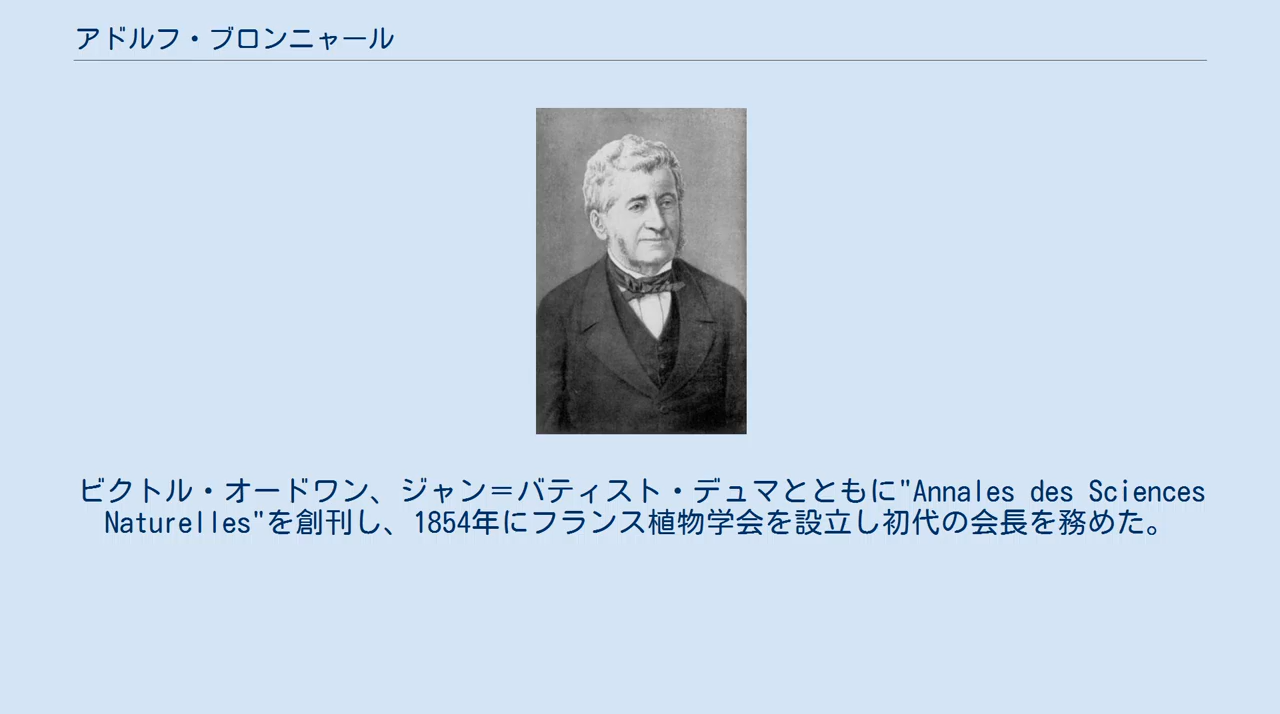 アドルフ・ブロンニャール
ビクトル・オードワン、ジャン＝バティスト・デュマとともに"Annales des Sciences
Naturelles"を創刊し、1854年にフランス植物学会を設立し初代の会長を務めた。